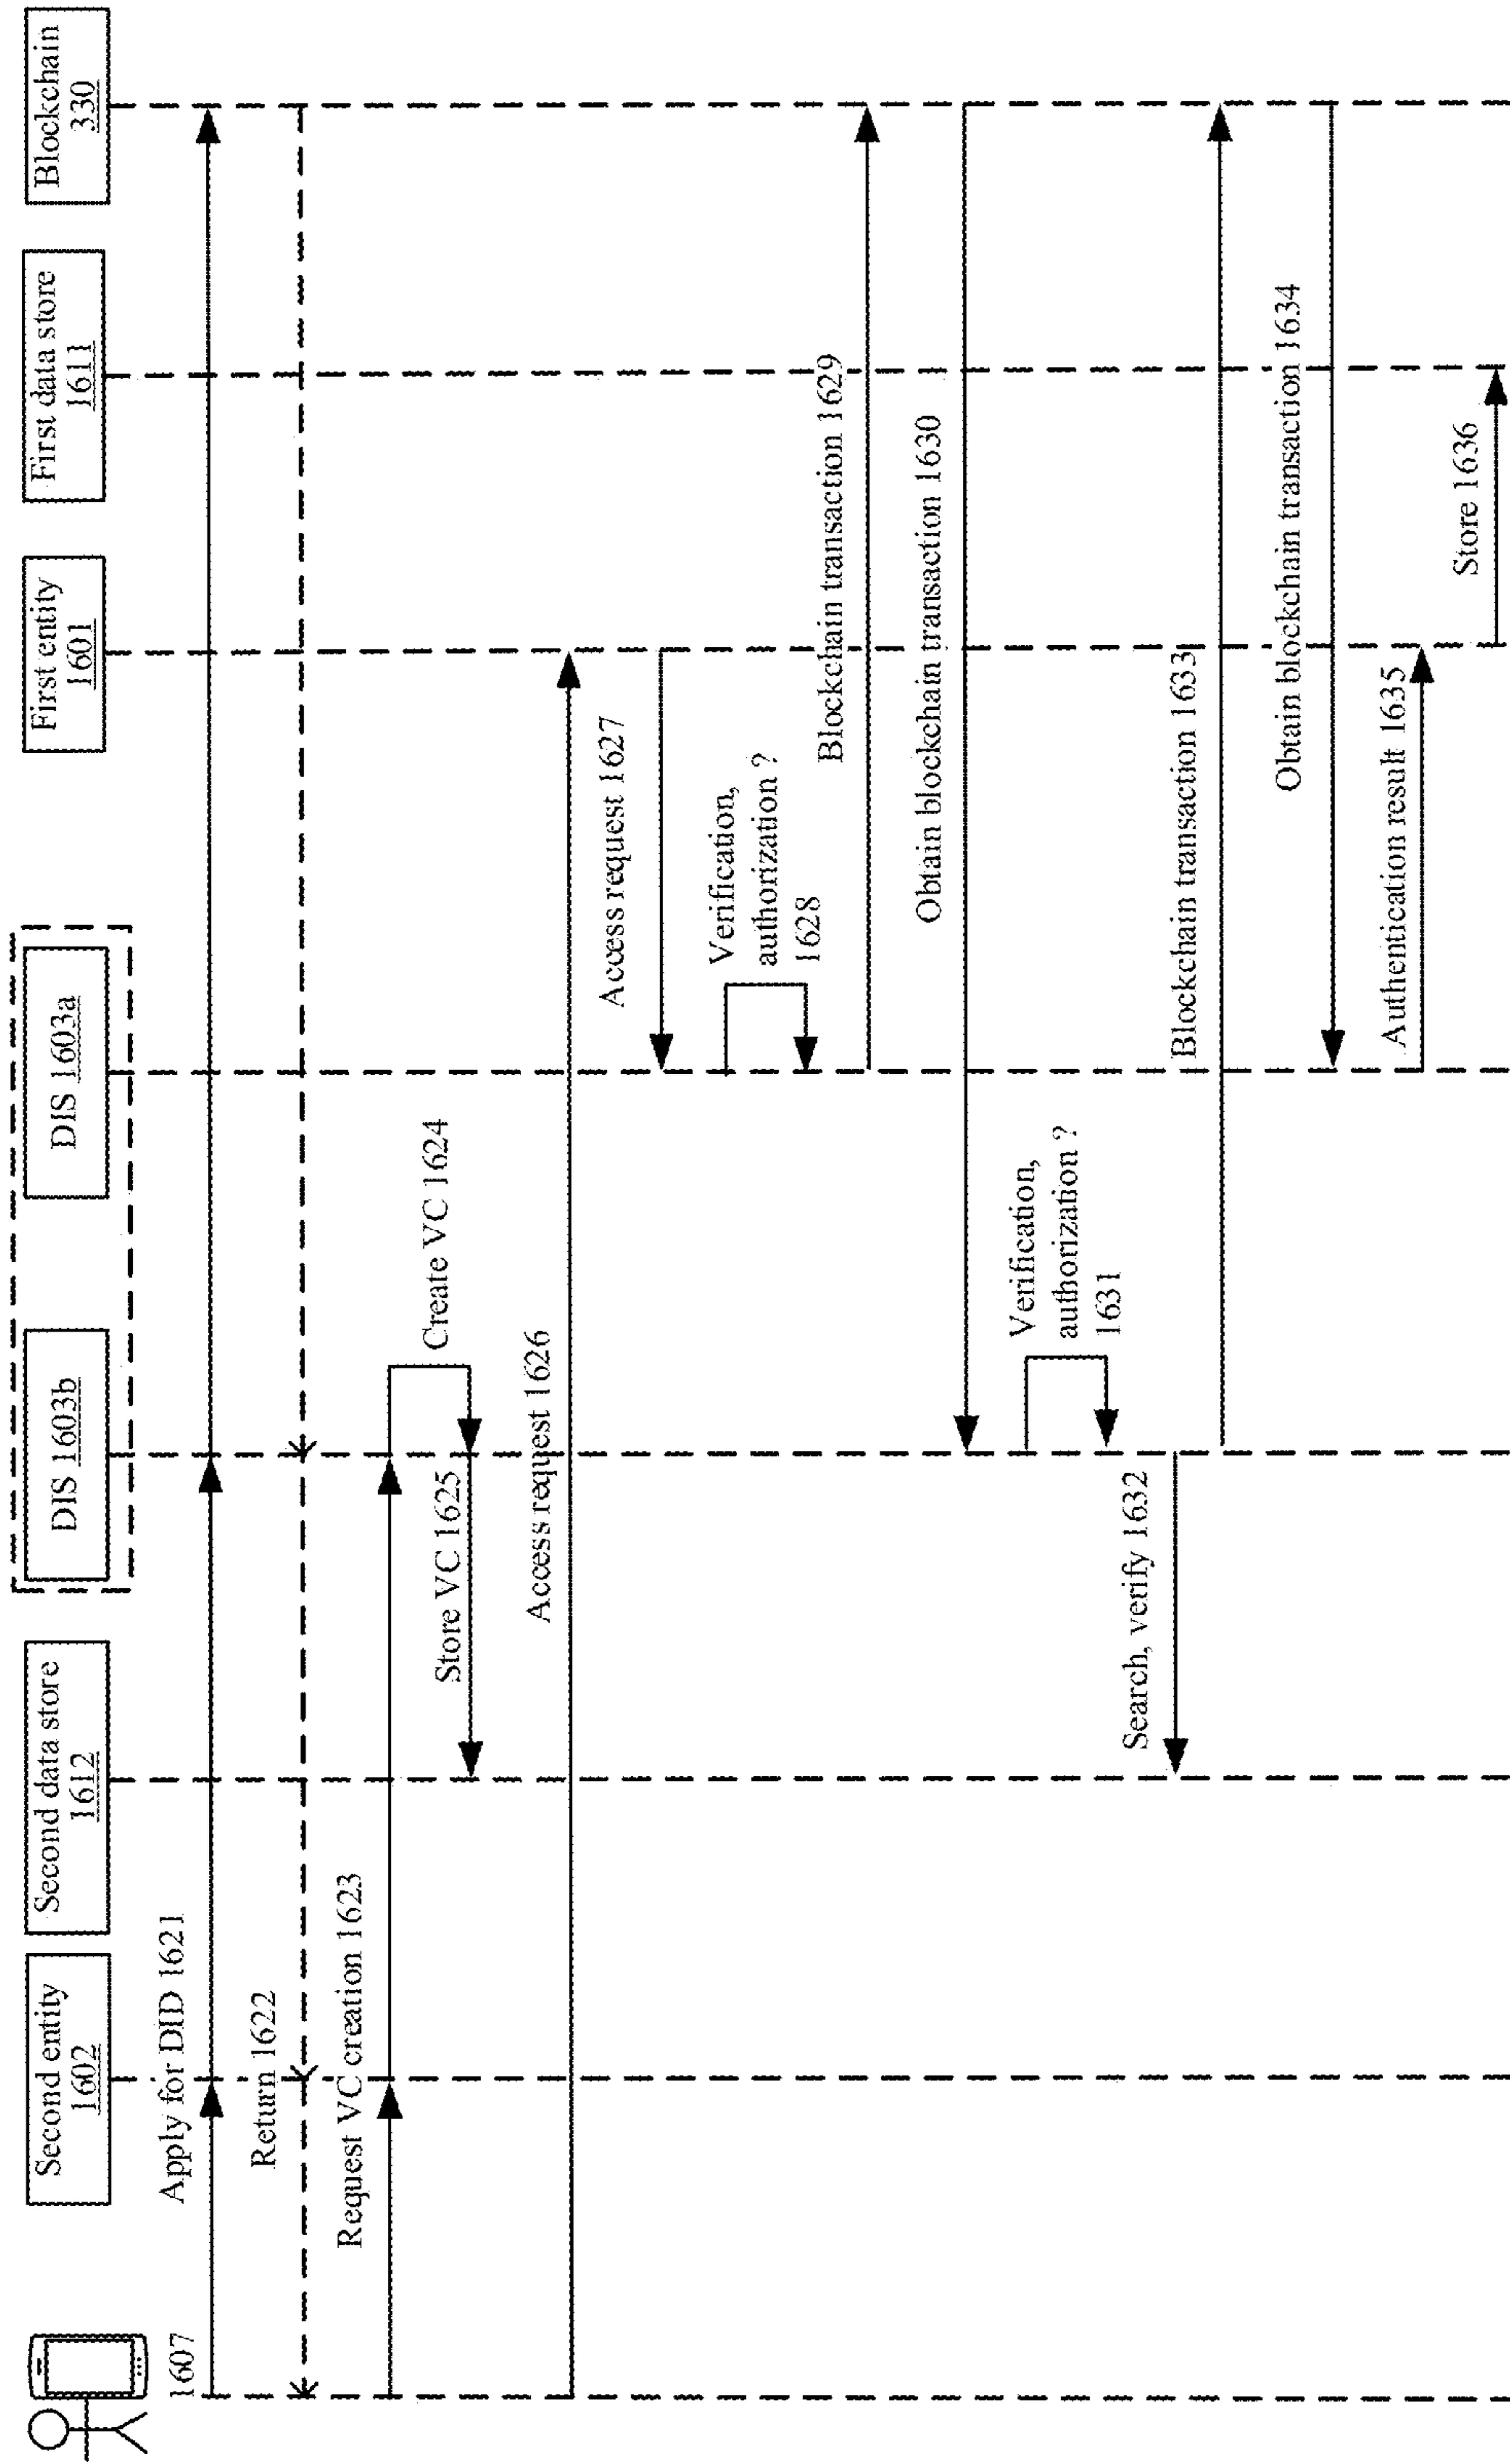 1607
Second entity
1602
Second data store
1612
DIS 1603b
DIS 1603a
First entity
1601
First data store
1611
Blockchain
330
Apply for DID 1621
Return 1622
Request VC creation 1623
Create VC 1624
Store VC 1625
Access request 1626
Access request 1627
Verification,
authorization ?
1628
Blockchain transaction 1629
Obtain blockchain transaction 1630
Verification,
authorization ?
1631
Search, verify 1632
Blockchain transaction 1633
Obtain blockchain transaction 1634
Authentication result 1635
Store 1636